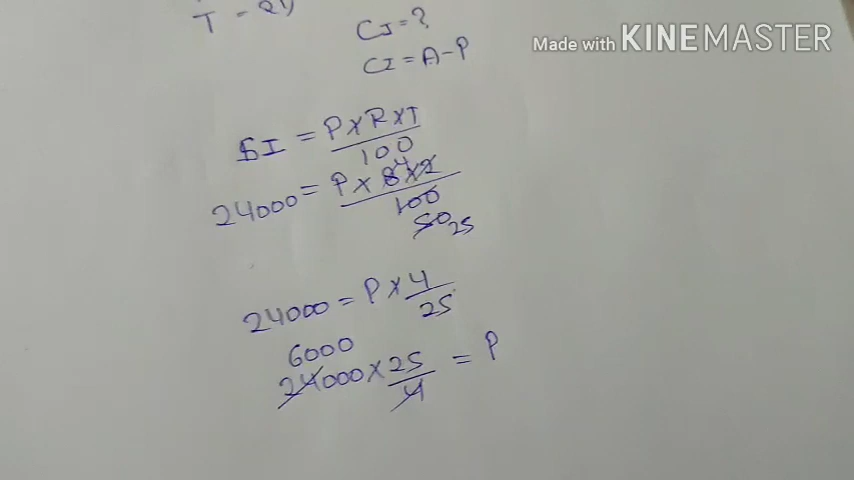 T = 2y
CI = ?
Made with KINEMASTER
CI = A-P
SI = P×R×T
100
24000 = P × 8 4 × 2
100
50 25
24000 = P × 4
25
6000
24000 × 25 = P
4